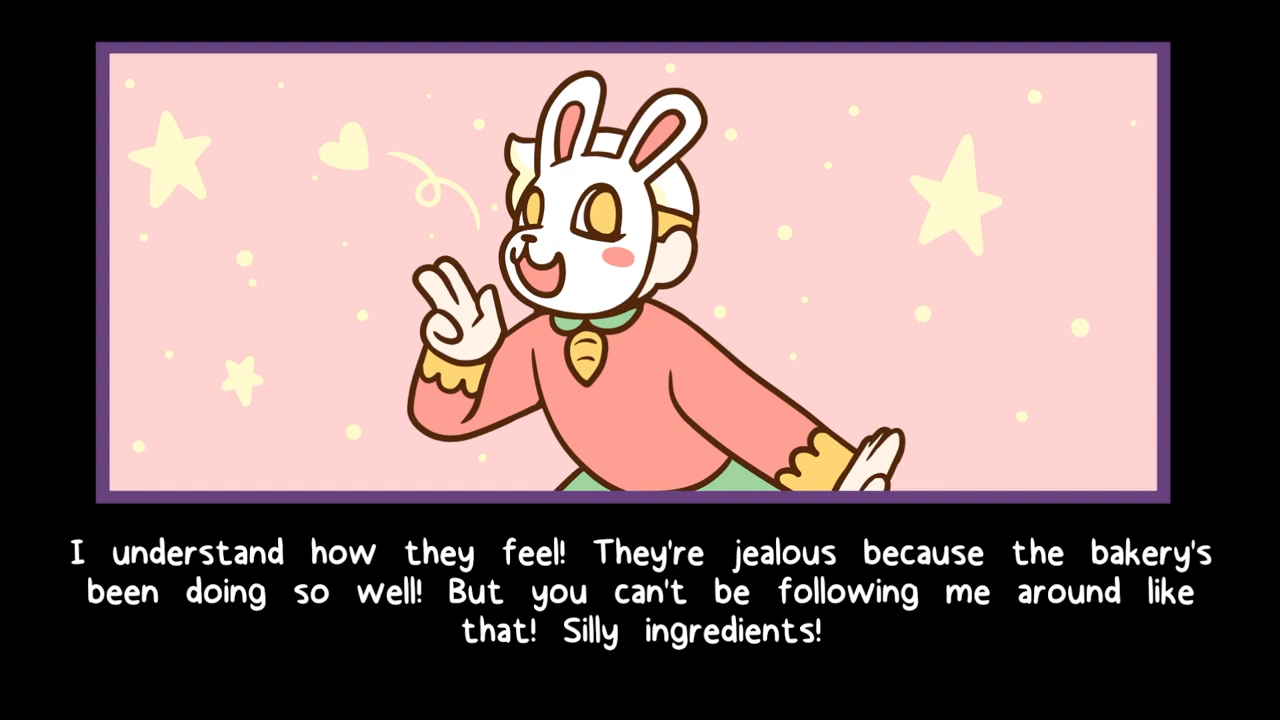 I understand how they feel! They're jealous because the bakery's
been doing so well! But you can't be following me around like
that! Silly ingredients!